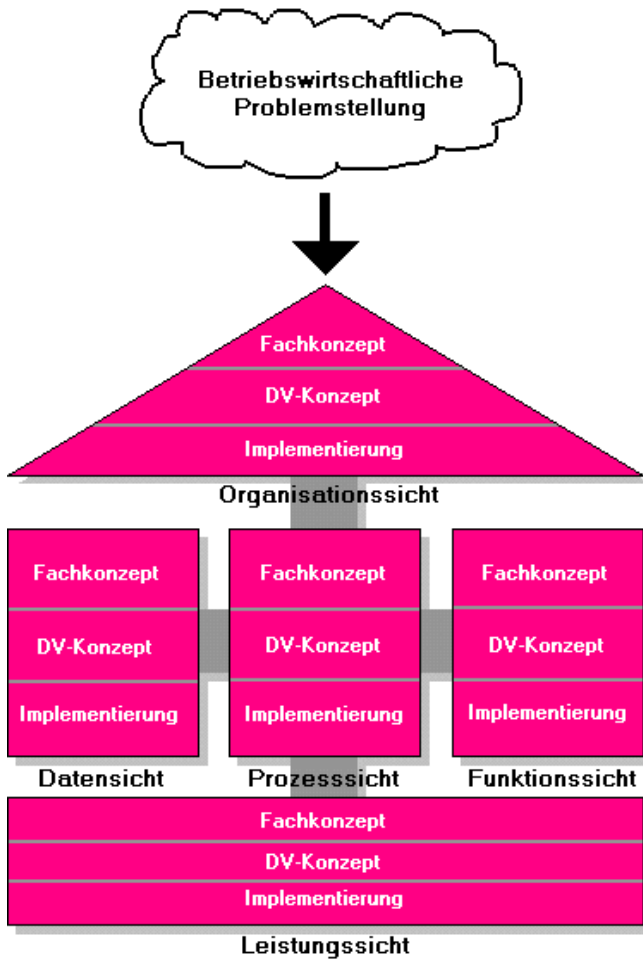 Betriebswirtschaftliche
Problemstellung
Fachkonzept
DV-Konzept
Implementierung
Organisationssicht
Fachkonzept
DV-Konzept
Implementierung
Datensicht
Fachkonzept
DV-Konzept
Implementierung
Prozesssicht
Fachkonzept
DV-Konzept
Implementierung
Funktionssicht
Fachkonzept
DV-Konzept
Implementierung
Leistungssicht